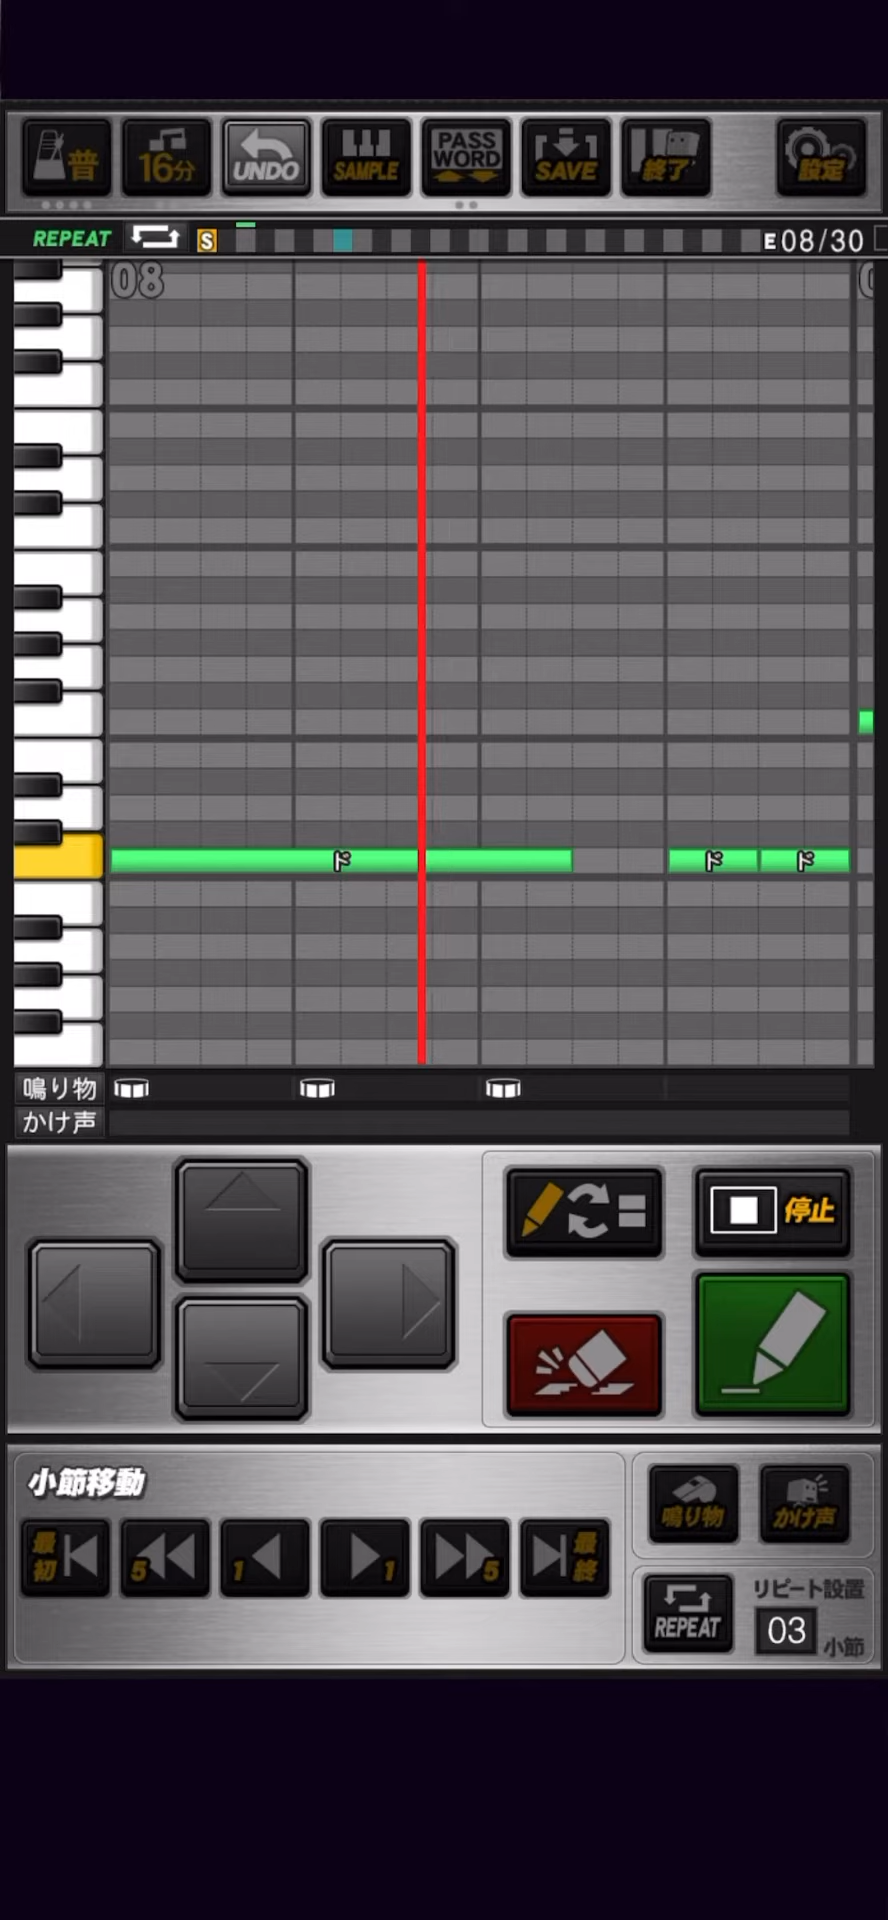 普 16分 UNDO SAMPLE PASS WORD SAVE 終了 設定
REPEAT S E 08/30
08
ド ド ド
鳴り物
かけ声
停止
小節移動
最初 5 1 1 5 最終
鳴り物 かけ声
REPEAT リピート設置 03 小節